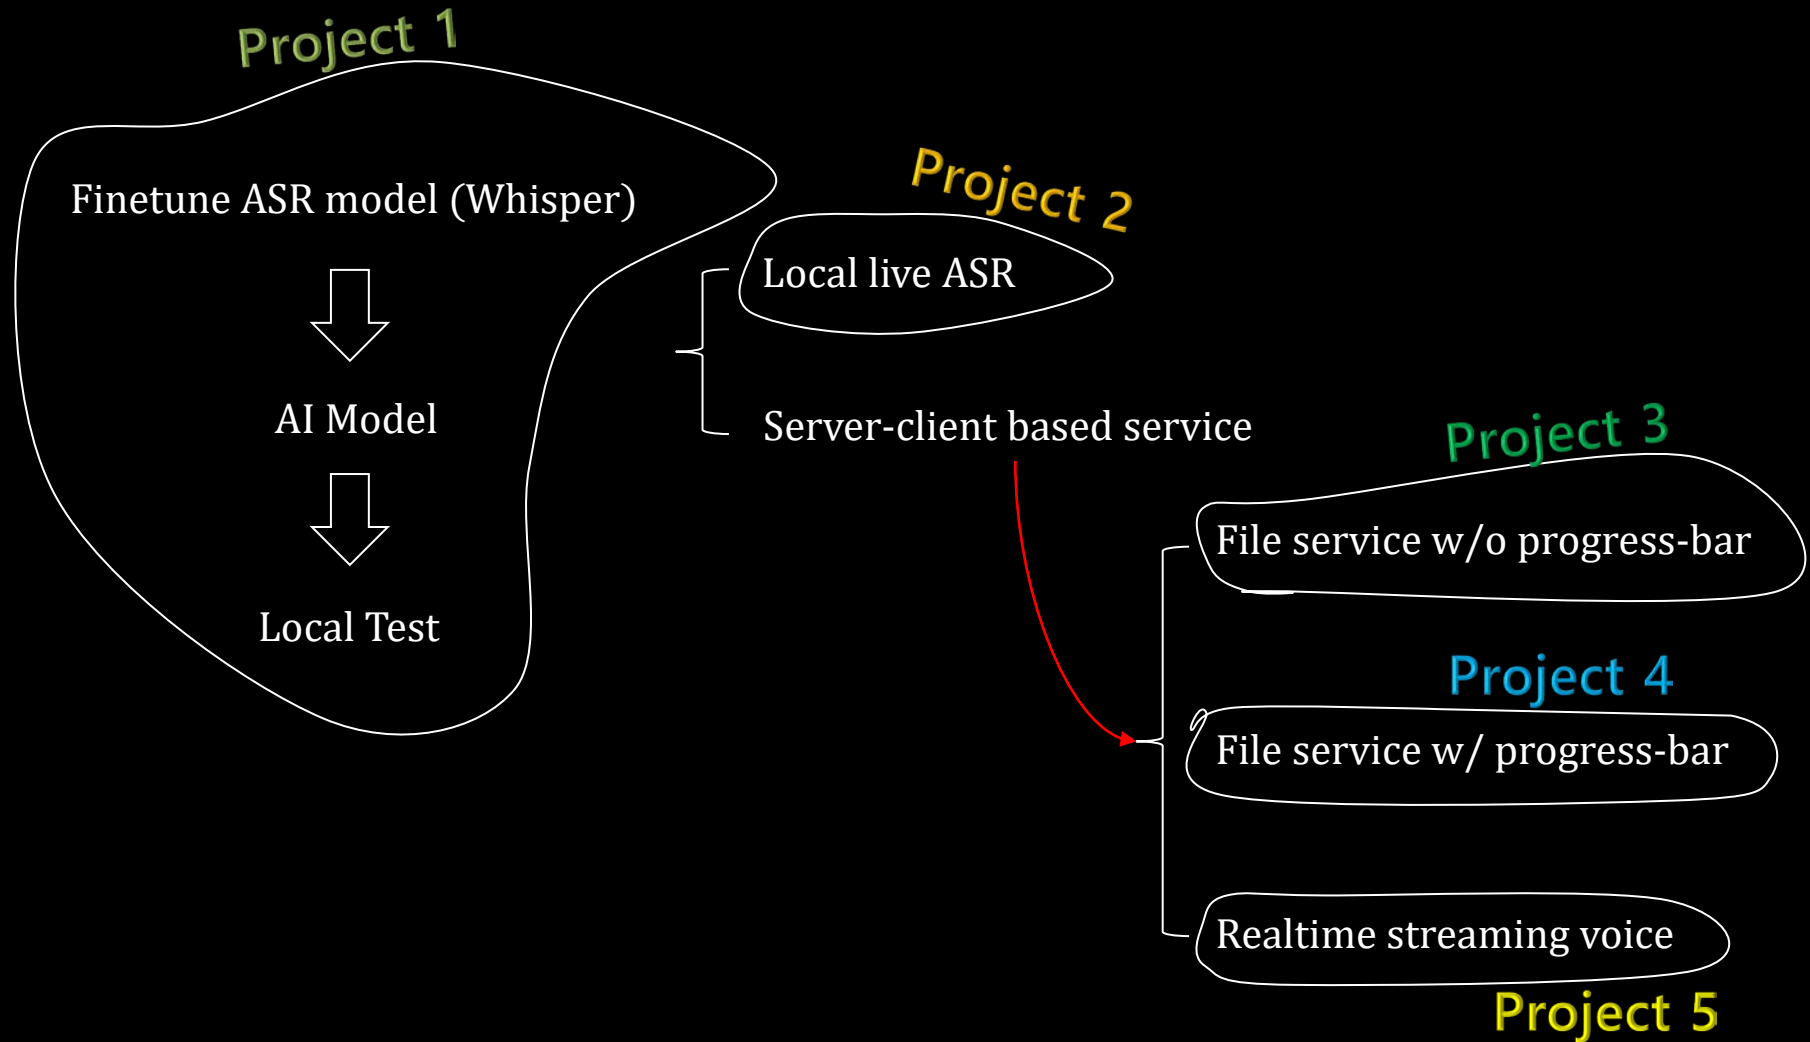 Project 1
Finetune ASR model (Whisper)
AI Model
Local Test
Project 2
Local live ASR
Server-client based service
Project 3
File service w/o progress-bar
Project 4
File service w/ progress-bar
Realtime streaming voice
Project 5